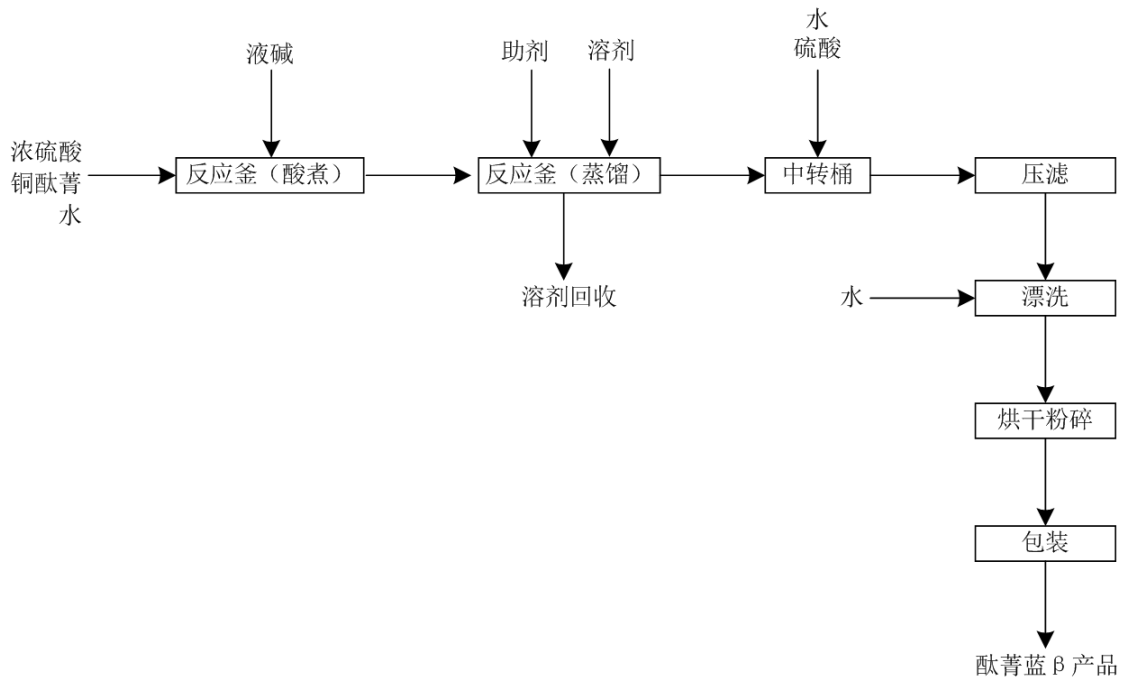 水
硫酸
液碱
助剂
溶剂
浓硫酸
铜酞菁
水
反应釜（酸煮）
反应釜（蒸馏）
中转桶
压滤
溶剂回收
水
漂洗
烘干粉碎
包装
酞菁蓝β产品